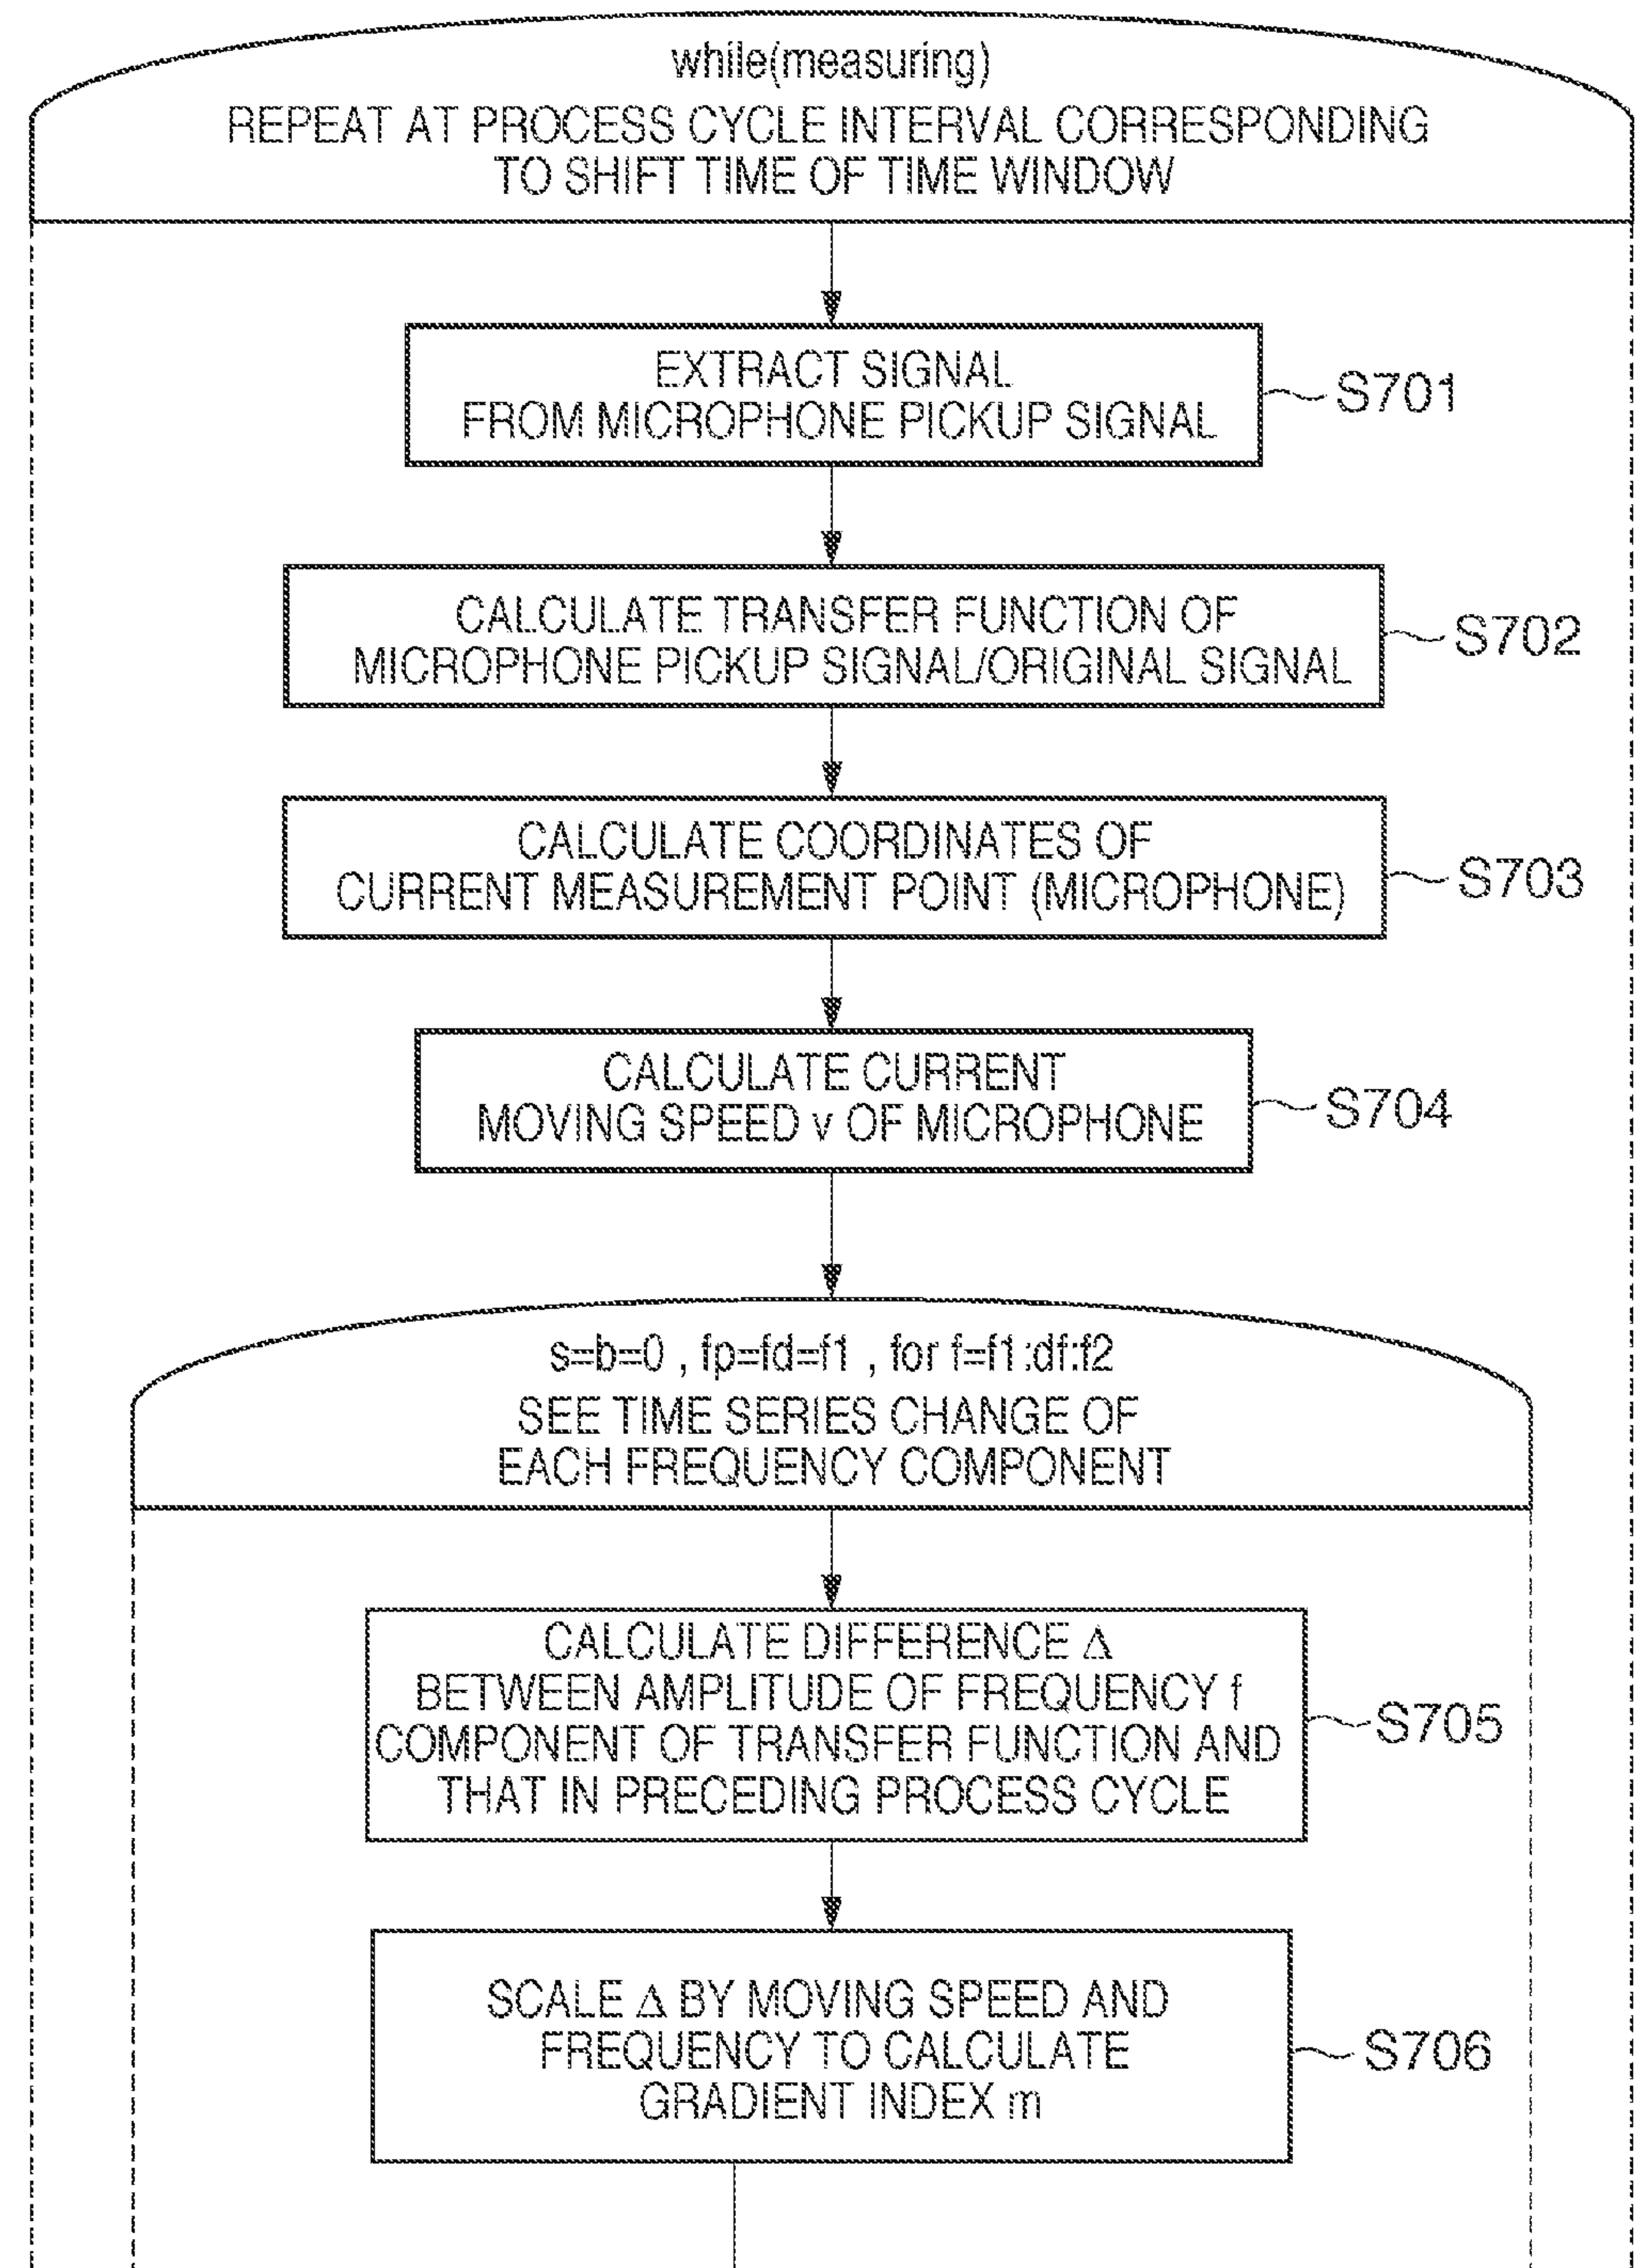 while(measuring)
REPEAT AT PROCESS CYCLE INTERVAL CORRESPONDING
TO SHIFT TIME OF TIME WINDOW
EXTRACT SIGNAL
FROM MICROPHONE PICKUP SIGNAL
S701
CALCULATE TRANSFER FUNCTION OF
MICROPHONE PICKUP SIGNAL/ORIGINAL SIGNAL
S702
CALCULATE COORDINATES OF
CURRENT MEASUREMENT POINT (MICROPHONE)
S703
CALCULATE CURRENT
MOVING SPEED v OF MICROPHONE
S704
s=b=0 , fp=fd=f1 , for f=f1:df:f2
SEE TIME SERIES CHANGE OF
EACH FREQUENCY COMPONENT
CALCULATE DIFFERENCE Δ
BETWEEN AMPLITUDE OF FREQUENCY f
COMPONENT OF TRANSFER FUNCTION AND
THAT IN PRECEDING PROCESS CYCLE
S705
SCALE Δ BY MOVING SPEED AND
FREQUENCY TO CALCULATE
GRADIENT INDEX m
S706